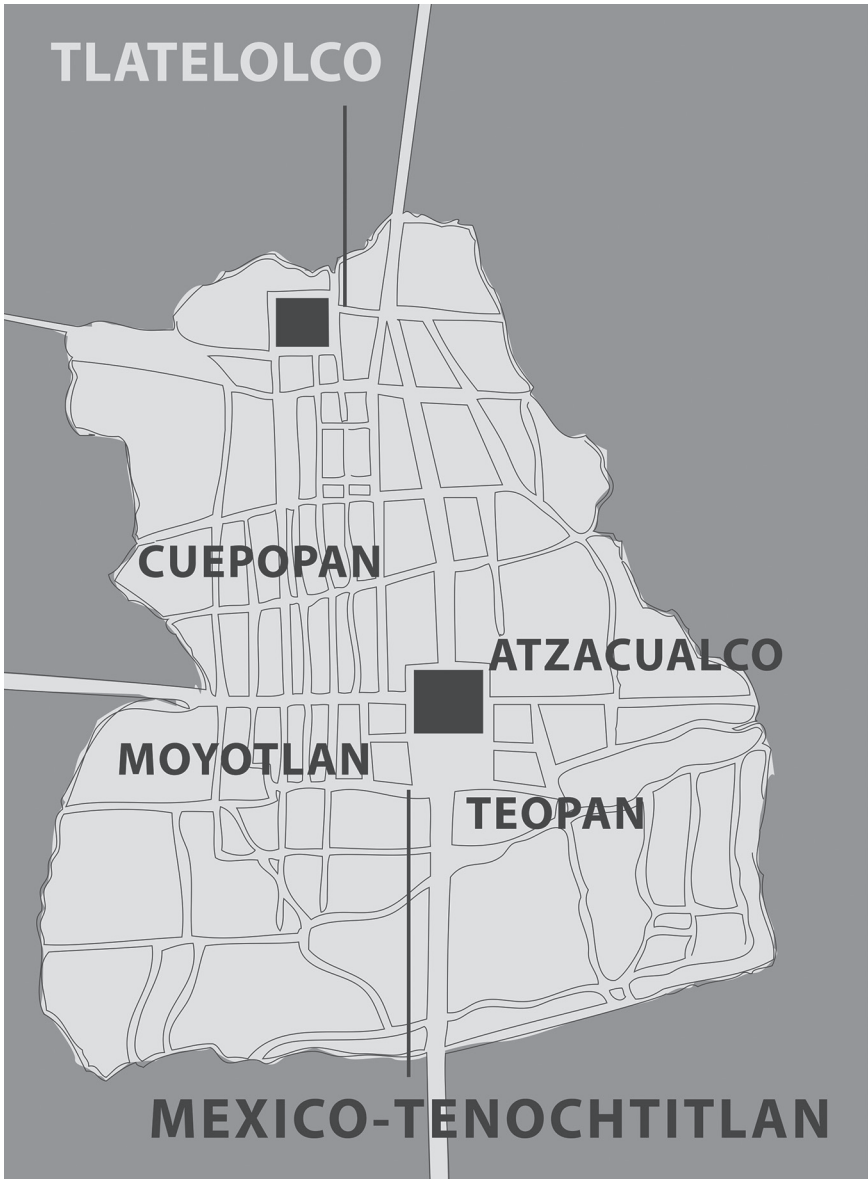 TLATELOLCO
CUEPOPAN
ATZACUALCO
MOYOTLAN
TEOPAN
MEXICO-TENOCHTITLAN